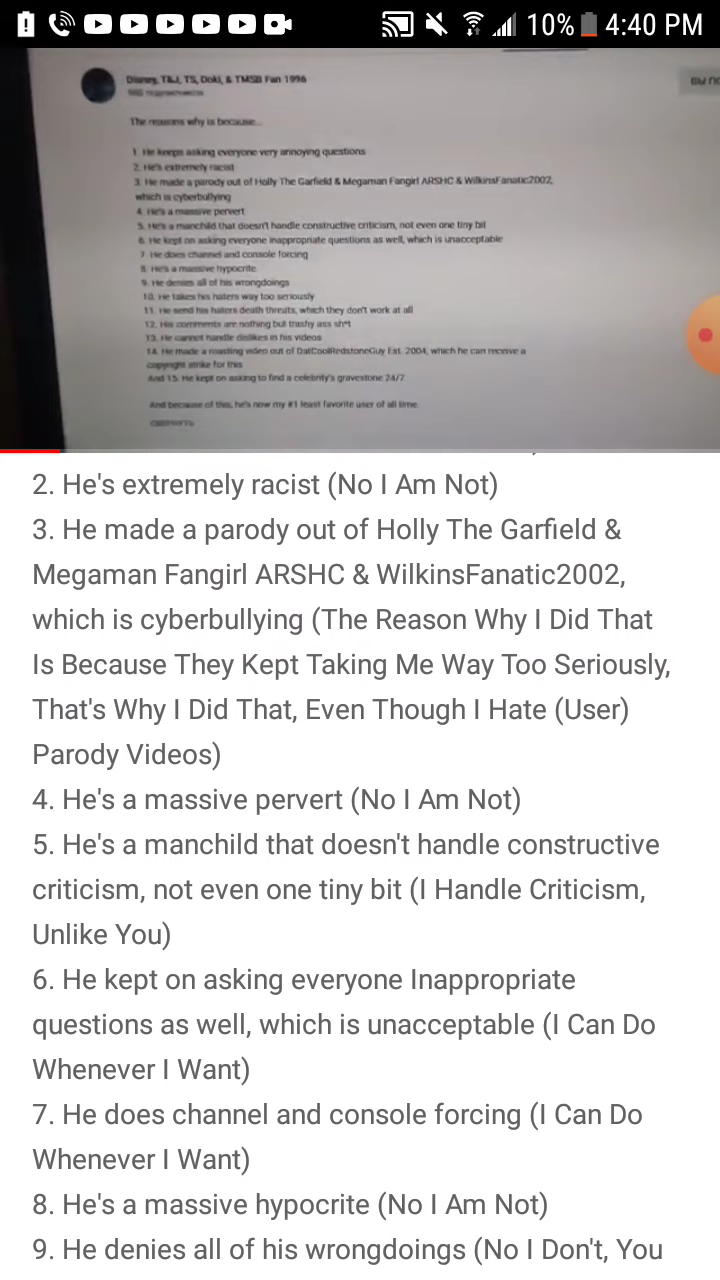 10% 4:40 PM
Disney, T&J, TS, Doki, & TMSB Fan 1996
The reasons why is because...
1. He keeps asking everyone very annoying questions
2. He's extremely racist
3. He made a parody out of Holly The Garfield & Megaman Fangirl ARSHC & WilkinsFanatic2002,
which is cyberbullying
4. He's a massive pervert
5. He's a manchild that doesn't handle constructive criticism, not even one tiny bit
6. He kept on asking everyone inappropriate questions as well, which is unacceptable
7. He does channel and console forcing
8. He's a massive hypocrite
9. He denies all of his wrongdoings
10. He takes his haters way too seriously
11. He send his haters death threats, which they don't work at all
12. His comments are nothing but trashy ass sh*t
13. He cannot handle dislikes in his videos
14. He made a roasting video out of DatCoolRedstoneGuy Est. 2004, which he can receive a
copyright strike for this
And 15. He kept on asking to find a celebrity's gravestone 24/7
And because of this, he's now my #1 least favorite user of all time.
2. He's extremely racist (No I Am Not)
3. He made a parody out of Holly The Garfield &
Megaman Fangirl ARSHC & WilkinsFanatic2002,
which is cyberbullying (The Reason Why I Did That
Is Because They Kept Taking Me Way Too Seriously,
That's Why I Did That, Even Though I Hate (User)
Parody Videos)
4. He's a massive pervert (No I Am Not)
5. He's a manchild that doesn't handle constructive
criticism, not even one tiny bit (I Handle Criticism,
Unlike You)
6. He kept on asking everyone Inappropriate
questions as well, which is unacceptable (I Can Do
Whenever I Want)
7. He does channel and console forcing (I Can Do
Whenever I Want)
8. He's a massive hypocrite (No I Am Not)
9. He denies all of his wrongdoings (No I Don't, You